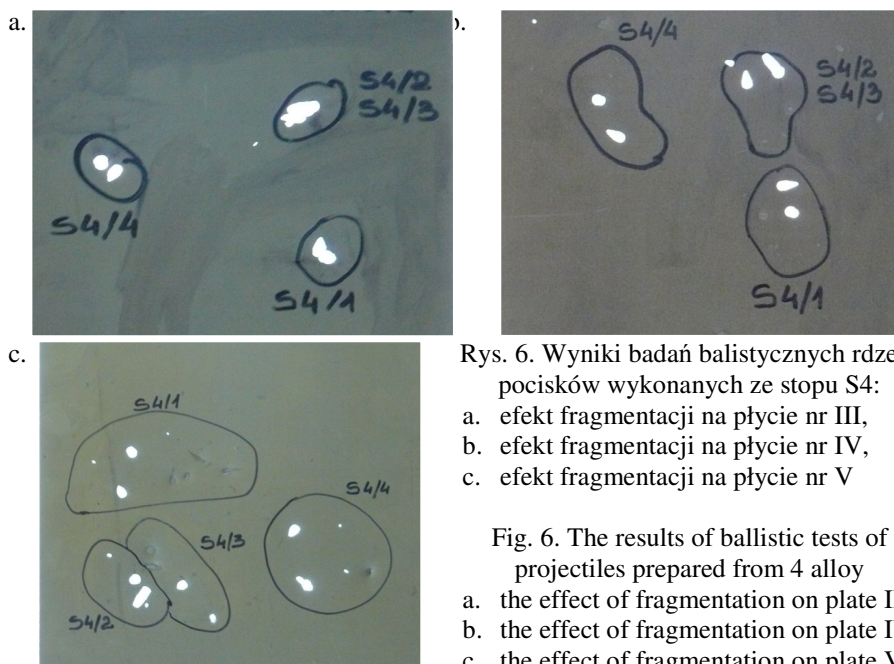 a.
S4/2
S4/3
S4/4
S4/1
b.
S4/4
S4/2
S4/3
S4/1
c.
S4/1
S4/4
S4/3
S4/2
Rys. 6. Wyniki badań balistycznych
pocisków wykonanych ze stopu S4:
a. efekt fragmentacji na płycie nr III,
b. efekt fragmentacji na płycie nr IV,
c. efekt fragmentacji na płycie nr V
Fig. 6. The results of ballistic tests of
projectiles prepared from 4 alloy
a. the effect of fragmentation on plate
b. the effect of fragmentation on plate
c. the effect of fragmentation on plate V